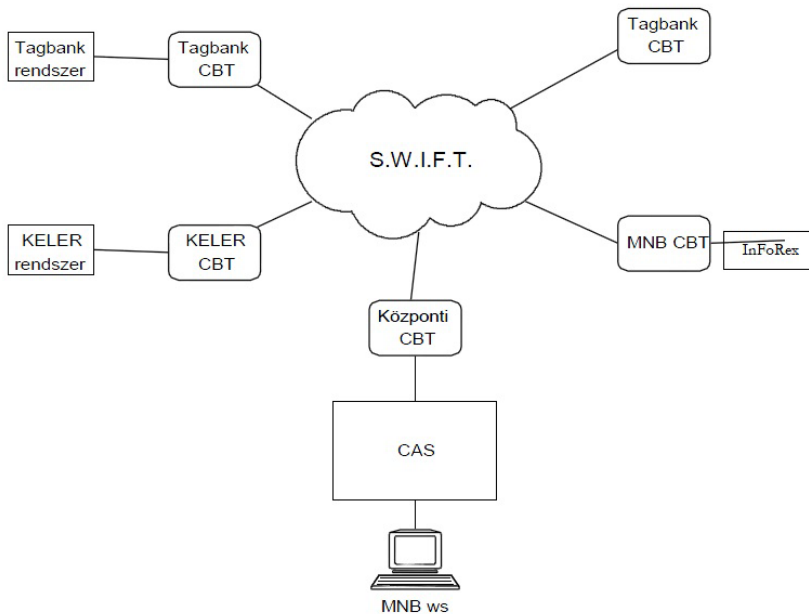 Tagbank
rendszer
Tagbank
CBT
Tagbank
CBT
S.W.I.F.T.
KELER
rendszer
KELER
CBT
MNB CBT
InFoRex
Központi
CBT
CAS
MNB ws